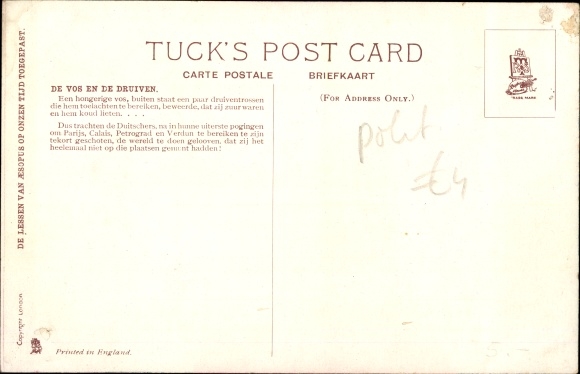 TUCK'S POST CARD
CARTE POSTALE BRIEFKAART
DE VOS EN DE DRUIVEN.
Een hongerige vos, buiten staat een paar druiventrossen
die hem toelachten te bereiken, beweerde, dat zij zuur waren
en hem koud lieten. . . .
Dus trachten de Duitschers, na in hunne uiterste pogingen
om Parijs, Calais, Petrograd en Verdun te bereiken te zijn
tekort geschoten, de wereld te doen gelooven, dat zij het
heelemaal niet op die plaatsen gemunt hadden!
(For Address Only.)
TRADE MARK
polit
£4
5.-
DE LESSEN VAN ÆSOPUS OP ONZEN TIJD TOEGEPAST.
Copyright London
Printed in England.